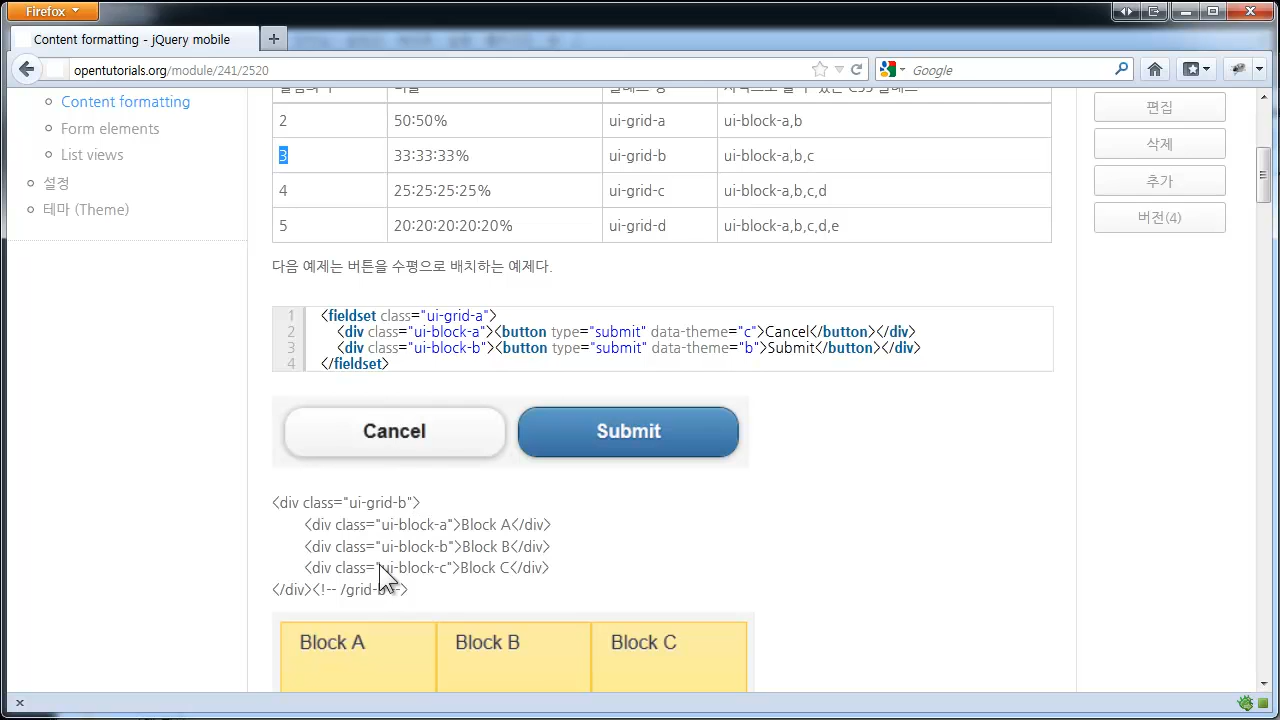 Firefox
Content formatting - jQuery mobile
opentutorials.org/module/241/2520
Google
Content formatting
Form elements
List views
설정
테마 (Theme)
2 50:50% ui-grid-a ui-block-a,b
3 33:33:33% ui-grid-b ui-block-a,b,c
4 25:25:25:25% ui-grid-c ui-block-a,b,c,d
5 20:20:20:20:20% ui-grid-d ui-block-a,b,c,d,e
다음 예제는 버튼을 수평으로 배치하는 예제다.
1 <fieldset class="ui-grid-a">
2 <div class="ui-block-a"><button type="submit" data-theme="c">Cancel</button></div>
3 <div class="ui-block-b"><button type="submit" data-theme="b">Submit</button></div>
4 </fieldset>
Cancel Submit
<div class="ui-grid-b">
<div class="ui-block-a">Block A</div>
<div class="ui-block-b">Block B</div>
<div class="ui-block-c">Block C</div>
</div><!-- /grid-b -->
Block A Block B Block C
편집
삭제
추가
버전(4)